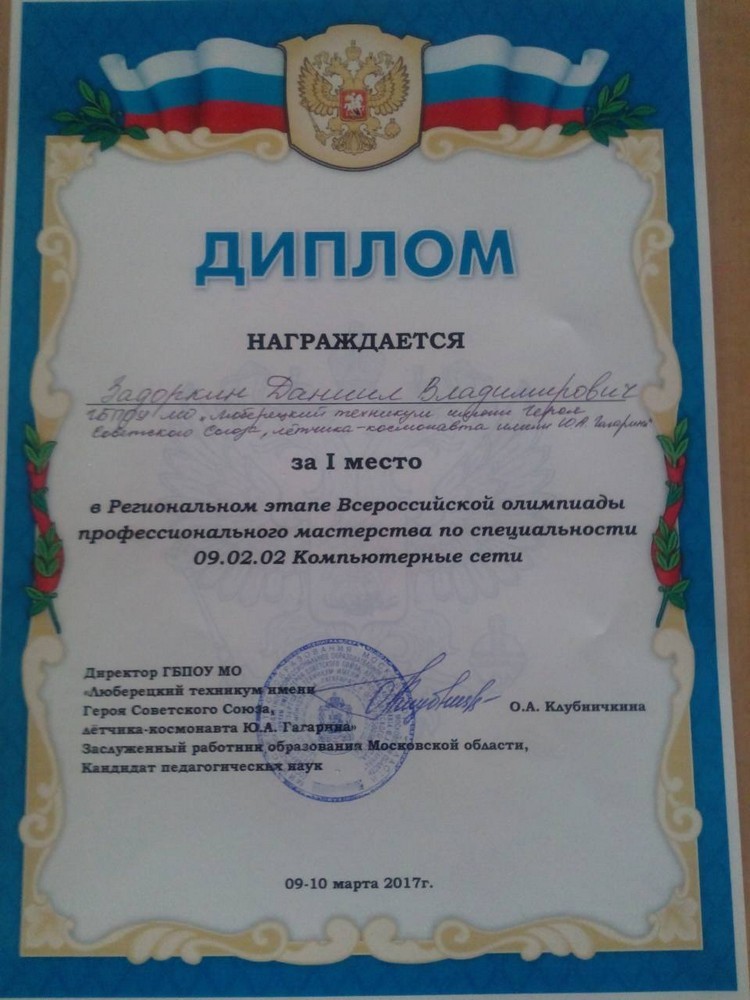 ДИПЛОМ
НАГРАЖДАЕТСЯ
Задоркин Даниил Владимирович
ГБПОУ МО „Люберецкий техникум имени Героя
Советского Союза, лётчика-космонавта имени Ю.А. Гагарина"
за I место
в Региональном этапе Всероссийской олимпиады
профессионального мастерства по специальности
09.02.02 Компьютерные сети
Директор ГБПОУ МО
«Люберецкий техникум имени
Героя Советского Союза,
лётчика-космонавта Ю.А. Гагарина»
О.А. Клубничкина
Заслуженный работник образования Московской области,
Кандидат педагогических наук
09-10 марта 2017г.